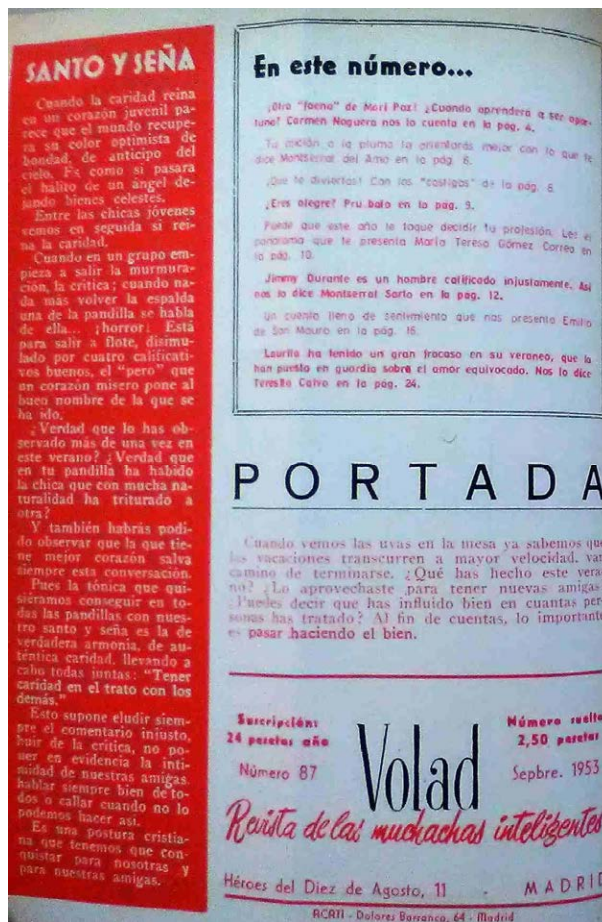 SANTO Y SEÑA
Cuando la caridad reina
en un corazón juvenil pa-
rece que el mundo recupe-
ra su color optimista de
bondad, de anticipo del
cielo. Es como si pasara
el hálito de un ángel de-
jando bienes celestes.
Entre las chicas jóvenes
vemos en seguida si rei-
na la caridad.
Cuando en un grupo em-
pieza a salir la murmura-
ción, la crítica; cuando na-
da más volver la espalda
una de la pandilla se habla
de ella... ¡horror! Está
para salir a flote, disimu-
lado por cuatro calificati-
vos buenos, el "pero" que
un corazón mísero pone al
buen nombre de la que se
ha ido.
¿Verdad que lo has ob-
servado más de una vez en
este verano? ¿Verdad que
en tu pandilla ha habido
la chica que con mucha na-
turalidad ha triturado a
otra?
Y también habrás podi-
do observar que la que tie-
ne mejor corazón salva
siempre esta conversación.
Pues la tónica que qui-
siéramos conseguir en to-
das las pandillas con nues-
tro santo y seña es la de
verdadera armonía, de au-
téntica caridad, llevando a
cabo todas juntas: "Tener
caridad en el trato con los
demás."
Esto supone eludir siem-
pre el comentario injusto,
huir de la crítica, no po-
ner en evidencia la inti-
midad de nuestras amigas,
hablar siempre bien de to-
dos o callar cuando no lo
podemos hacer así.
Es una postura cristia-
na que tenemos que con-
quistar para nosotras y
para nuestras amigas.
En este número...
¡Otra "faena" de Mari Paz! ¿Cuándo aprenderá a ser opor-
tuna? Carmen Noguera nos lo cuenta en la pág. 4.
Tu afición a la pluma la orientarás mejor con lo que te
dice Montserrat del Amo en la pág. 6.
¡Que te diviertas! Con los "castigos" de la pág. 8.
¿Eres alegre? Pru balo en la pág. 9.
Puede que este año le toque decidir tu profesión. Lee el
panorama que te presenta María Teresa Gómez Correa en
la pág. 10.
Jimmy Durante es un hombre calificado injustamente. Así
nos lo dice Montserrat Sarto en la pág. 12.
Un cuento lleno de sentimiento que nos presenta Emilio
de San Mauro en la pág. 16.
Laurita ha tenido un gran fracaso en su veraneo, que la
han puesto en guardia sobre el amor equivocado. Nos lo dice
Teresita Calvo en la pág. 24.
PORTADA
Cuando vemos las uvas en la mesa ya sabemos que
las vacaciones transcurren a mayor velocidad, van
camino de terminarse. ¿Qué has hecho este vera-
no? ¿Lo aprovechaste para tener nuevas amigas?
¿Puedes decir que has influido bien en cuantas per-
sonas has tratado? Al fin de cuentas, lo importante
es pasar haciendo el bien.
Suscripción:
24 pesetas año
Número 87
Volad
Número suelto
2,50 pesetas
Sepbre. 1953
Revista de las muchachas inteligentes
Héroes del Diez de Agosto, 11 MADRID
ACATI - Dolores Barranco, 64 - Madrid